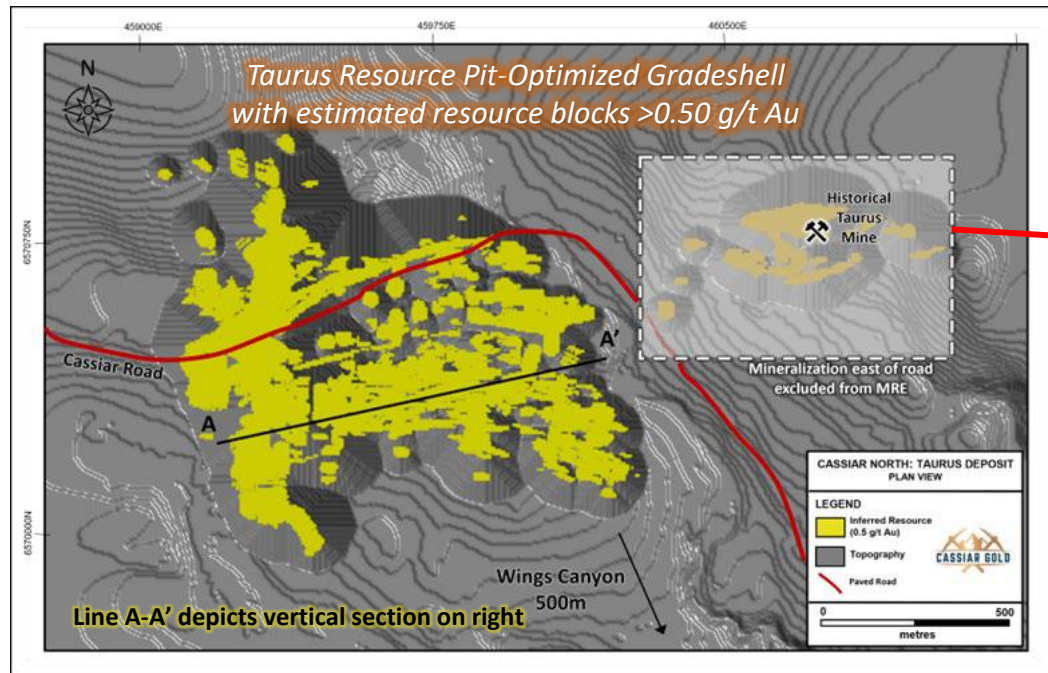 459000E
459750E
460500E
N
Taurus Resource Pit-Optimized Gradeshell
with estimated resource blocks >0.50 g/t Au
6570750N
6570000N
Historical
Taurus
Mine
Cassiar Road
A
A'
Mineralization east of road
excluded from MRE
Wings Canyon
500m
Line A-A' depicts vertical section on right
CASSIAR NORTH: TAURUS DEPOSIT
PLAN VIEW
LEGEND
Inferred Resource
(0.5 g/t Au)
Topography
Paved Road
CASSIAR GOLD
0 500
metres